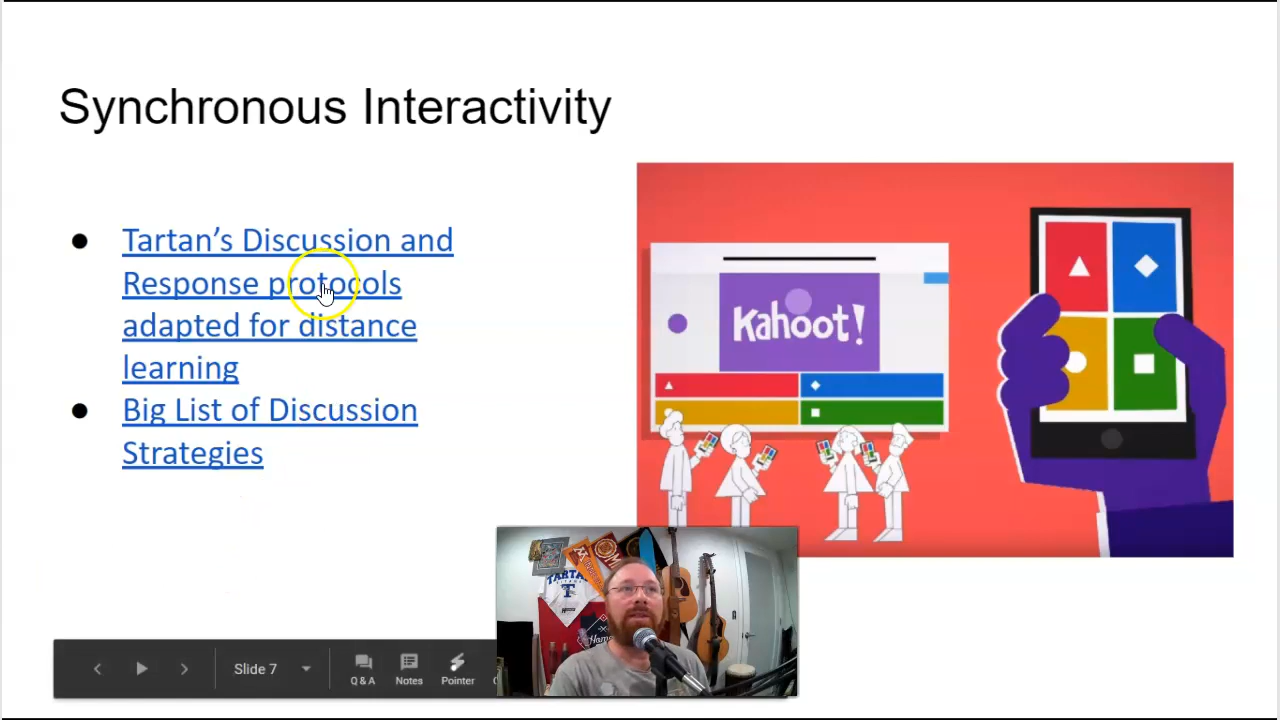 Synchronous Interactivity
● Tartan’s Discussion and
Response protocols
adapted for distance
learning
● Big List of Discussion
Strategies
Kahoot!
TARTAN
T
M
Slide 7
Q & A
Notes
Pointer